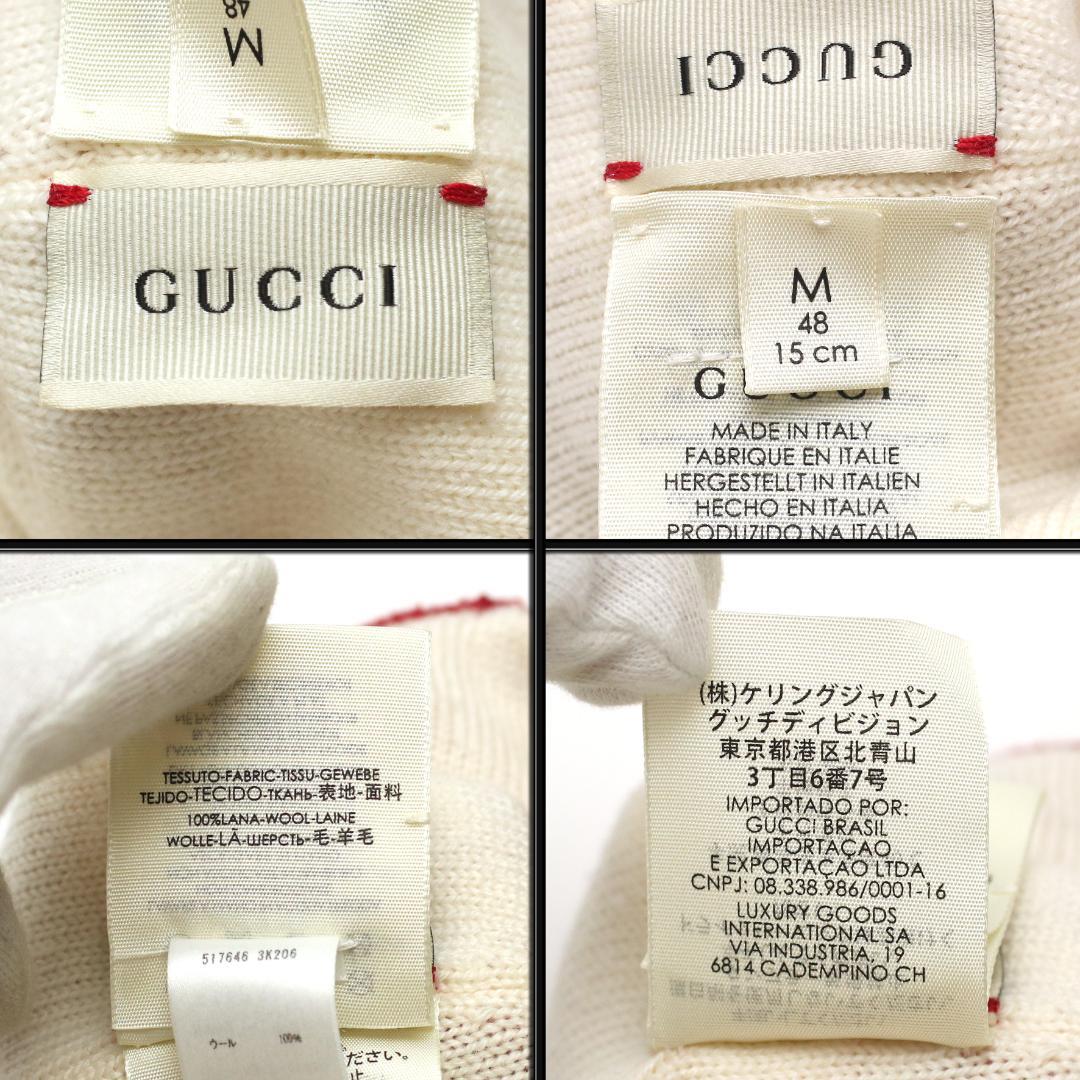 M
48
GUCCI
GUCCI
M
48
15 cm
MADE IN ITALY
FABRIQUE EN ITALIE
HERGESTELLT IN ITALIEN
HECHO EN ITALIA
PRODUZIDO NA ITALIA
TESSUTO-FABRIC-TISSU-GEWEBE
TEJIDO-TECIDO-ТКАНЬ-表地-面料
100%LANA-WOOL-LAINE
WOLLE-LÃ-ШЕРСТЬ-毛-羊毛
517646 3K206
ウール 100%
ださい。
止
(株)ケリングジャパン
グッチディビジョン
東京都港区北青山
3丁目6番7号
IMPORTADO POR:
GUCCI BRASIL
IMPORTAÇAO
E EXPORTAÇAO LTDA
CNPJ: 08.338.986/0001-16
LUXURY GOODS
INTERNATIONAL SA
VIA INDUSTRIA, 19
6814 CADEMPINO CH